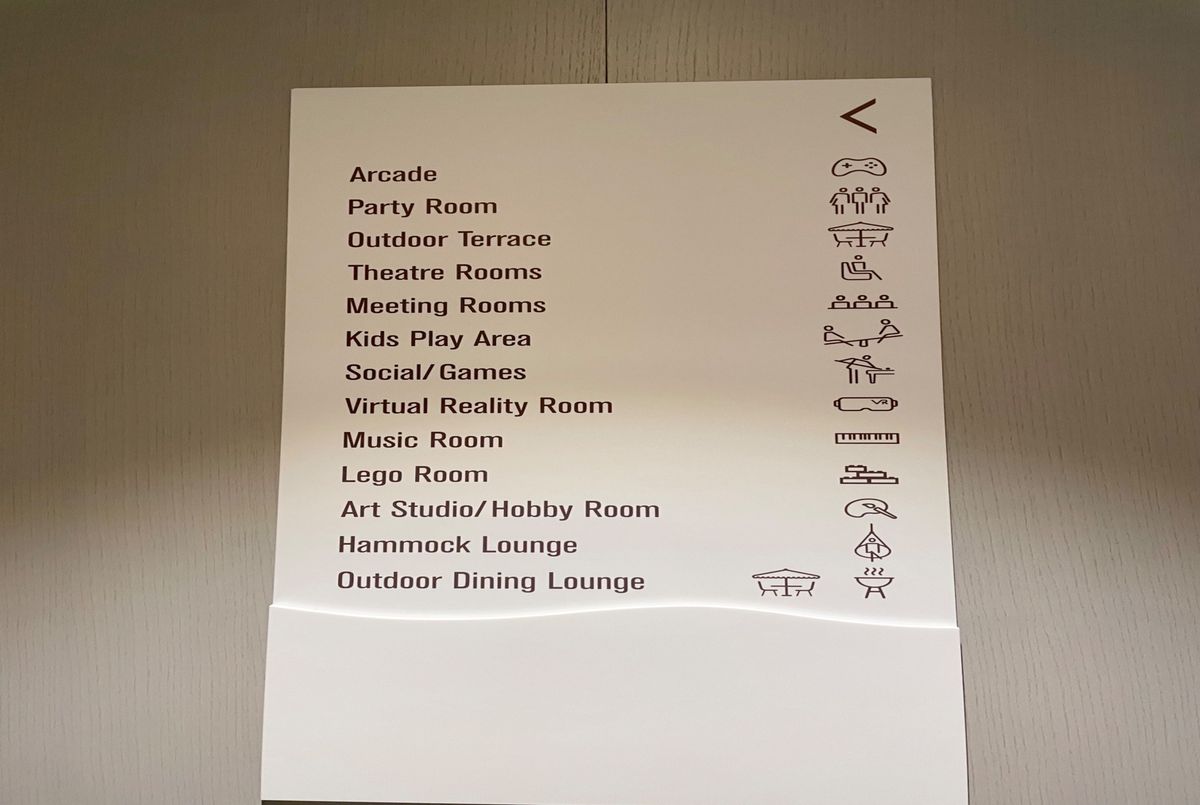 <
Arcade
Party Room
Outdoor Terrace
Theatre Rooms
Meeting Rooms
Kids Play Area
Social/Games
Virtual Reality Room VR
Music Room
Lego Room
Art Studio/Hobby Room
Hammock Lounge
Outdoor Dining Lounge